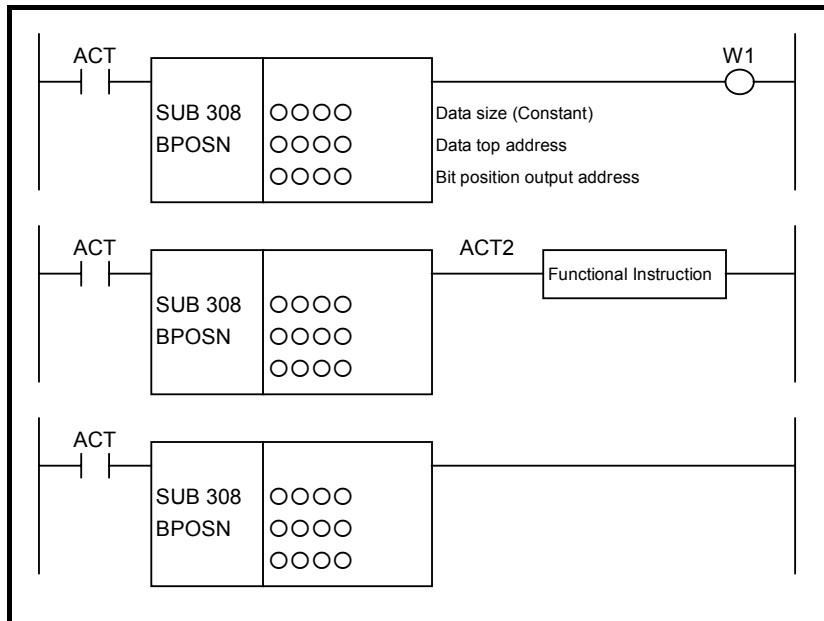 ACT W1
SUB 308 ○○○○ Data size (Constant)
BPOSN ○○○○ Data top address
○○○○ Bit position output address
ACT ACT2 Functional Instruction
SUB 308 ○○○○
BPOSN ○○○○
○○○○
ACT
SUB 308 ○○○○
BPOSN ○○○○
○○○○